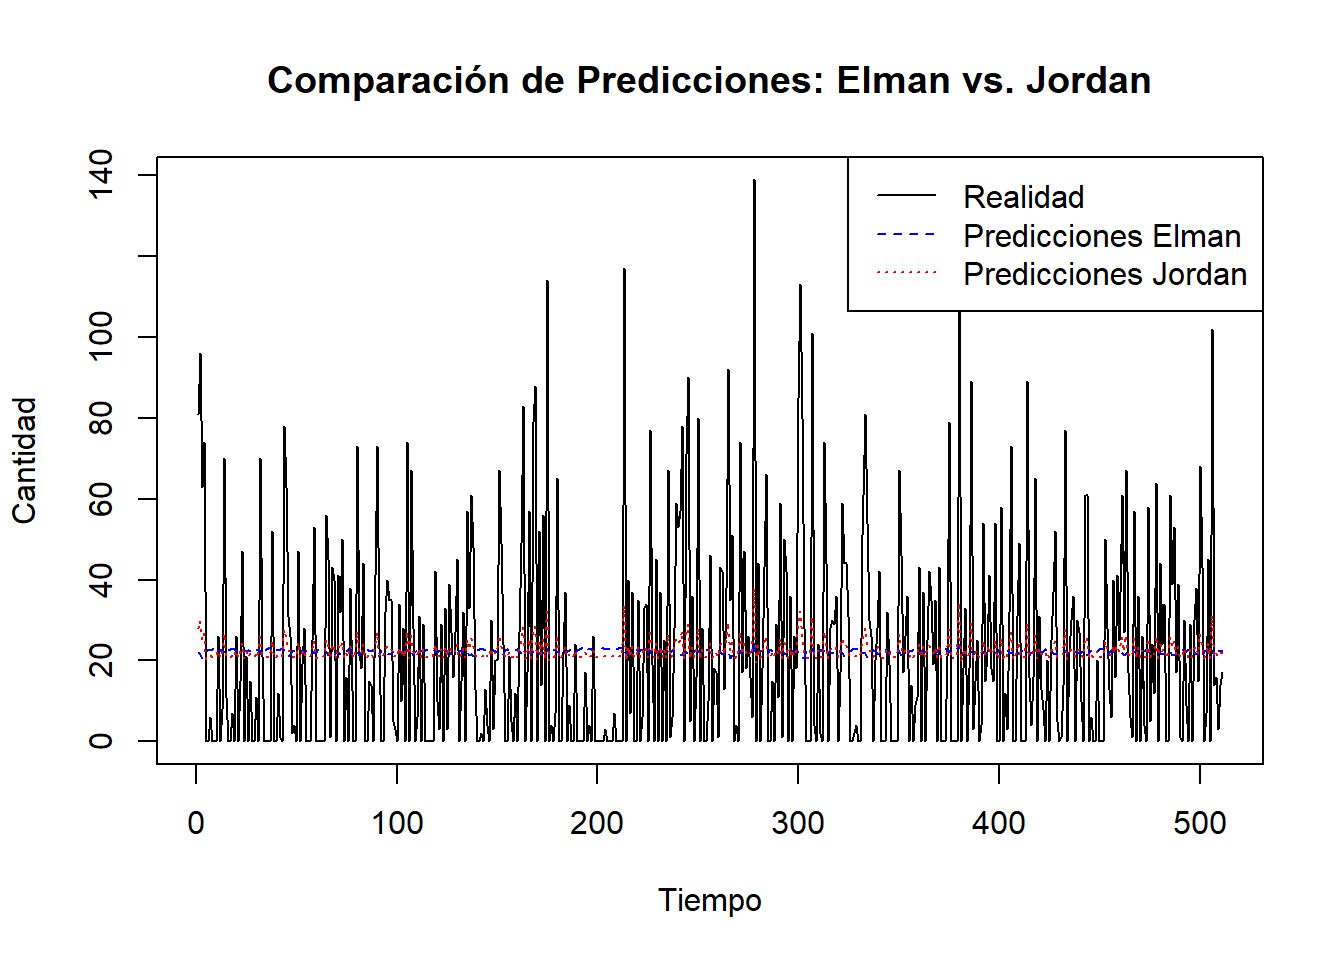 Comparación de Predicciones: Elman vs. Jordan
Realidad
Predicciones Elman
Predicciones Jordan
Cantidad
140
100
80
60
40
20
0
0 100 200 300 400 500
Tiempo